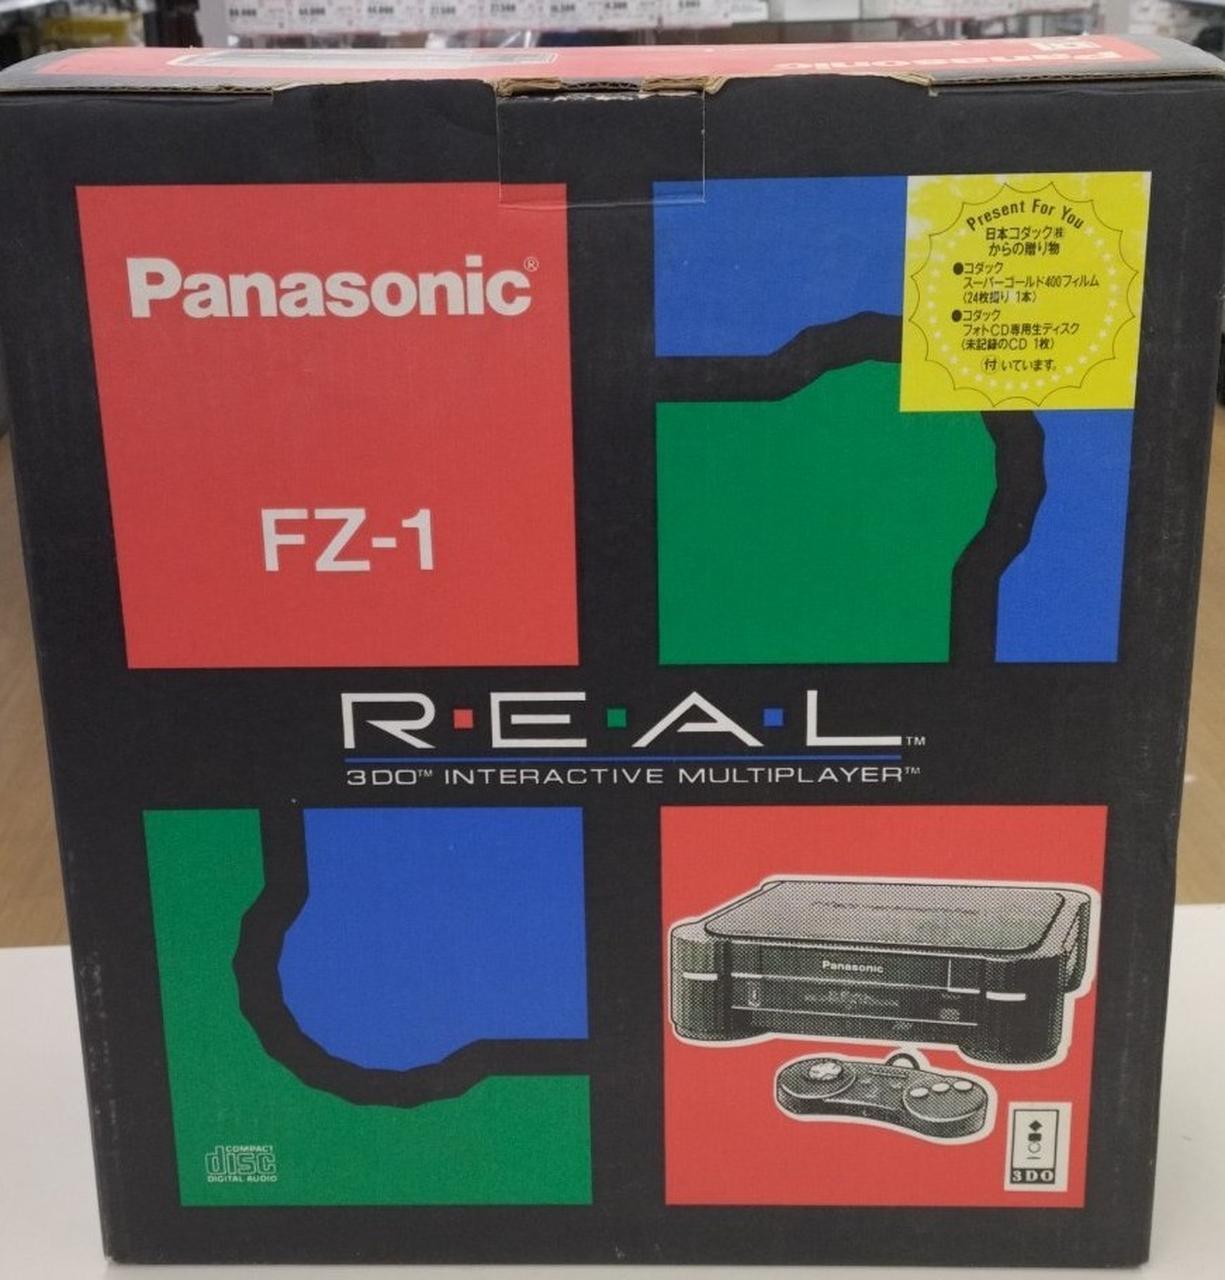 Panasonic
Panasonic®
FZ-1
Present For You
日本コダック㈱
からの贈り物
●コダック
スーパーゴールド400フィルム
(24枚撮り 1本)
●コダック
フォトCD専用生ディスク
(未記録のCD 1枚)
付いています。
R·E·A·L™
3DO™ INTERACTIVE MULTIPLAYER™
Panasonic
COMPACT
disc
DIGITAL AUDIO
3DO